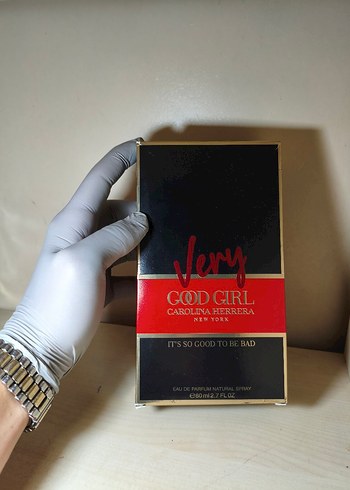 Very
GOOD GIRL
CAROLINA HERRERA
NEW YORK
IT'S SO GOOD TO BE BAD
EAU DE PARFUM NATURAL SPRAY
℮80 ml 2.7 FL. OZ.